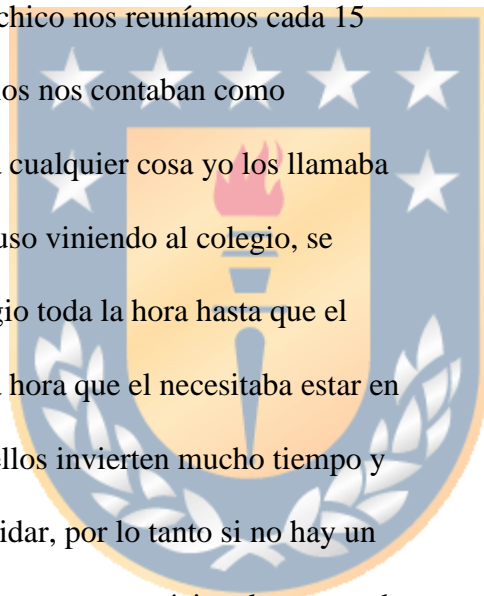 chico nos reuníamos cada 15
los nos contaban como
cualquier cosa yo los llamaba
uso viniendo al colegio, se
gio toda la hora hasta que el
hora que el necesitaba estar en
ellos invierten mucho tiempo y
idar, por lo tanto si no hay un